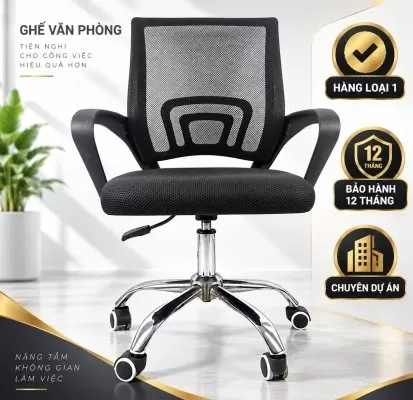 GHẾ VĂN PHÒNG
TIỆN NGHI
CHO CÔNG VIỆC
HIỆU QUẢ HƠN
HÀNG LOẠI 1
12
THÁNG
BẢO HÀNH
12 THÁNG
CHUYÊN DỰ ÁN
NÂNG TẦM
KHÔNG GIAN
LÀM VIỆC